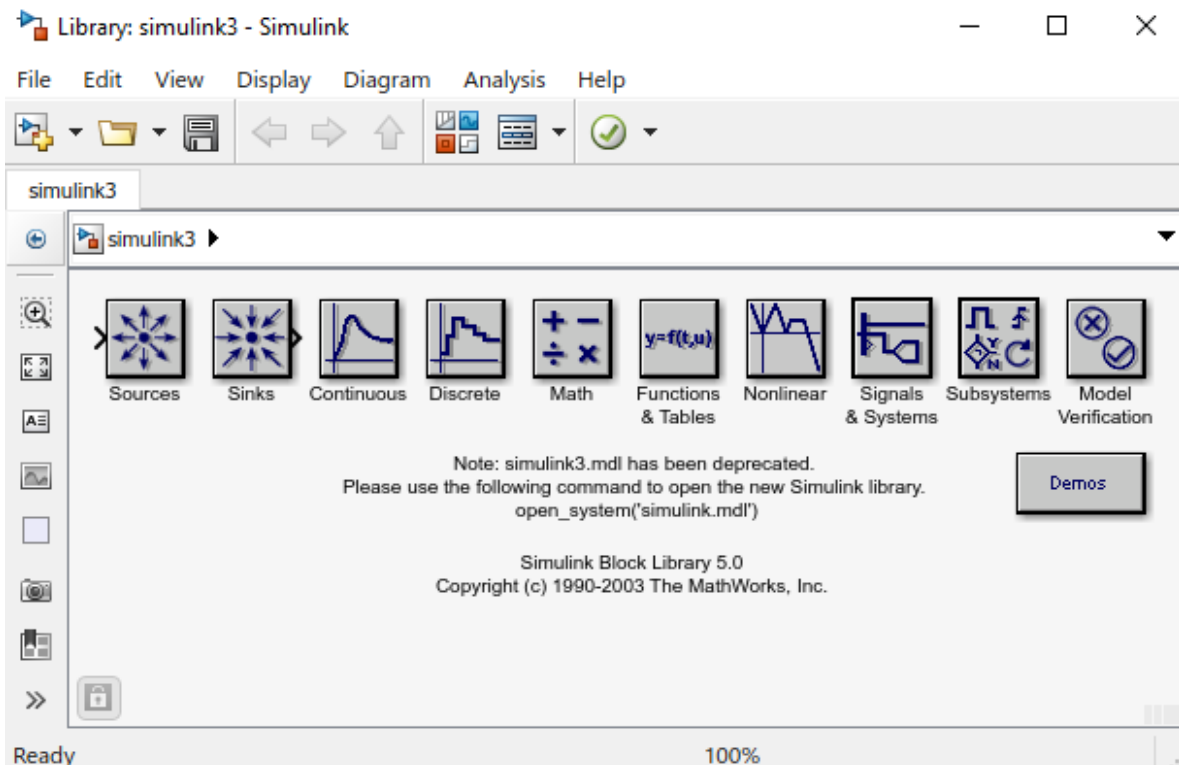 Library: simulink3 - Simulink
File Edit View Display Diagram Analysis Help
simulink3
simulink3
y=f(t,u)
Sources Sinks Continuous Discrete Math Functions & Tables Nonlinear Signals & Systems Subsystems Model Verification
Note: simulink3.mdl has been deprecated.
Please use the following command to open the new Simulink library.
open_system('simulink.mdl')
Demos
Simulink Block Library 5.0
Copyright (c) 1990-2003 The MathWorks, Inc.
Ready 100%